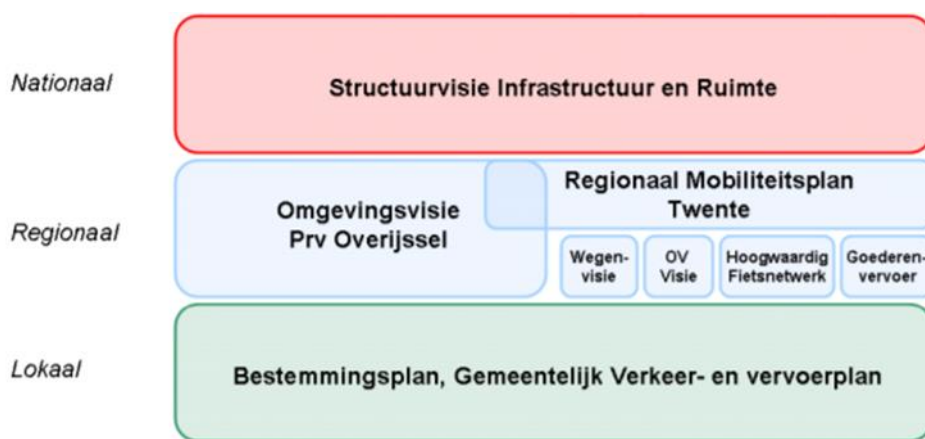 Nationaal
Structuurvisie Infrastructuur en Ruimte
Regionaal
Omgevingsvisie
Prv Overijssel
Regionaal Mobiliteitsplan
Twente
Wegen-
visie
OV
Visie
Hoogwaardig
Fietsnetwerk
Goederen-
vervoer
Lokaal
Bestemmingsplan, Gemeentelijk Verkeer- en vervoerplan